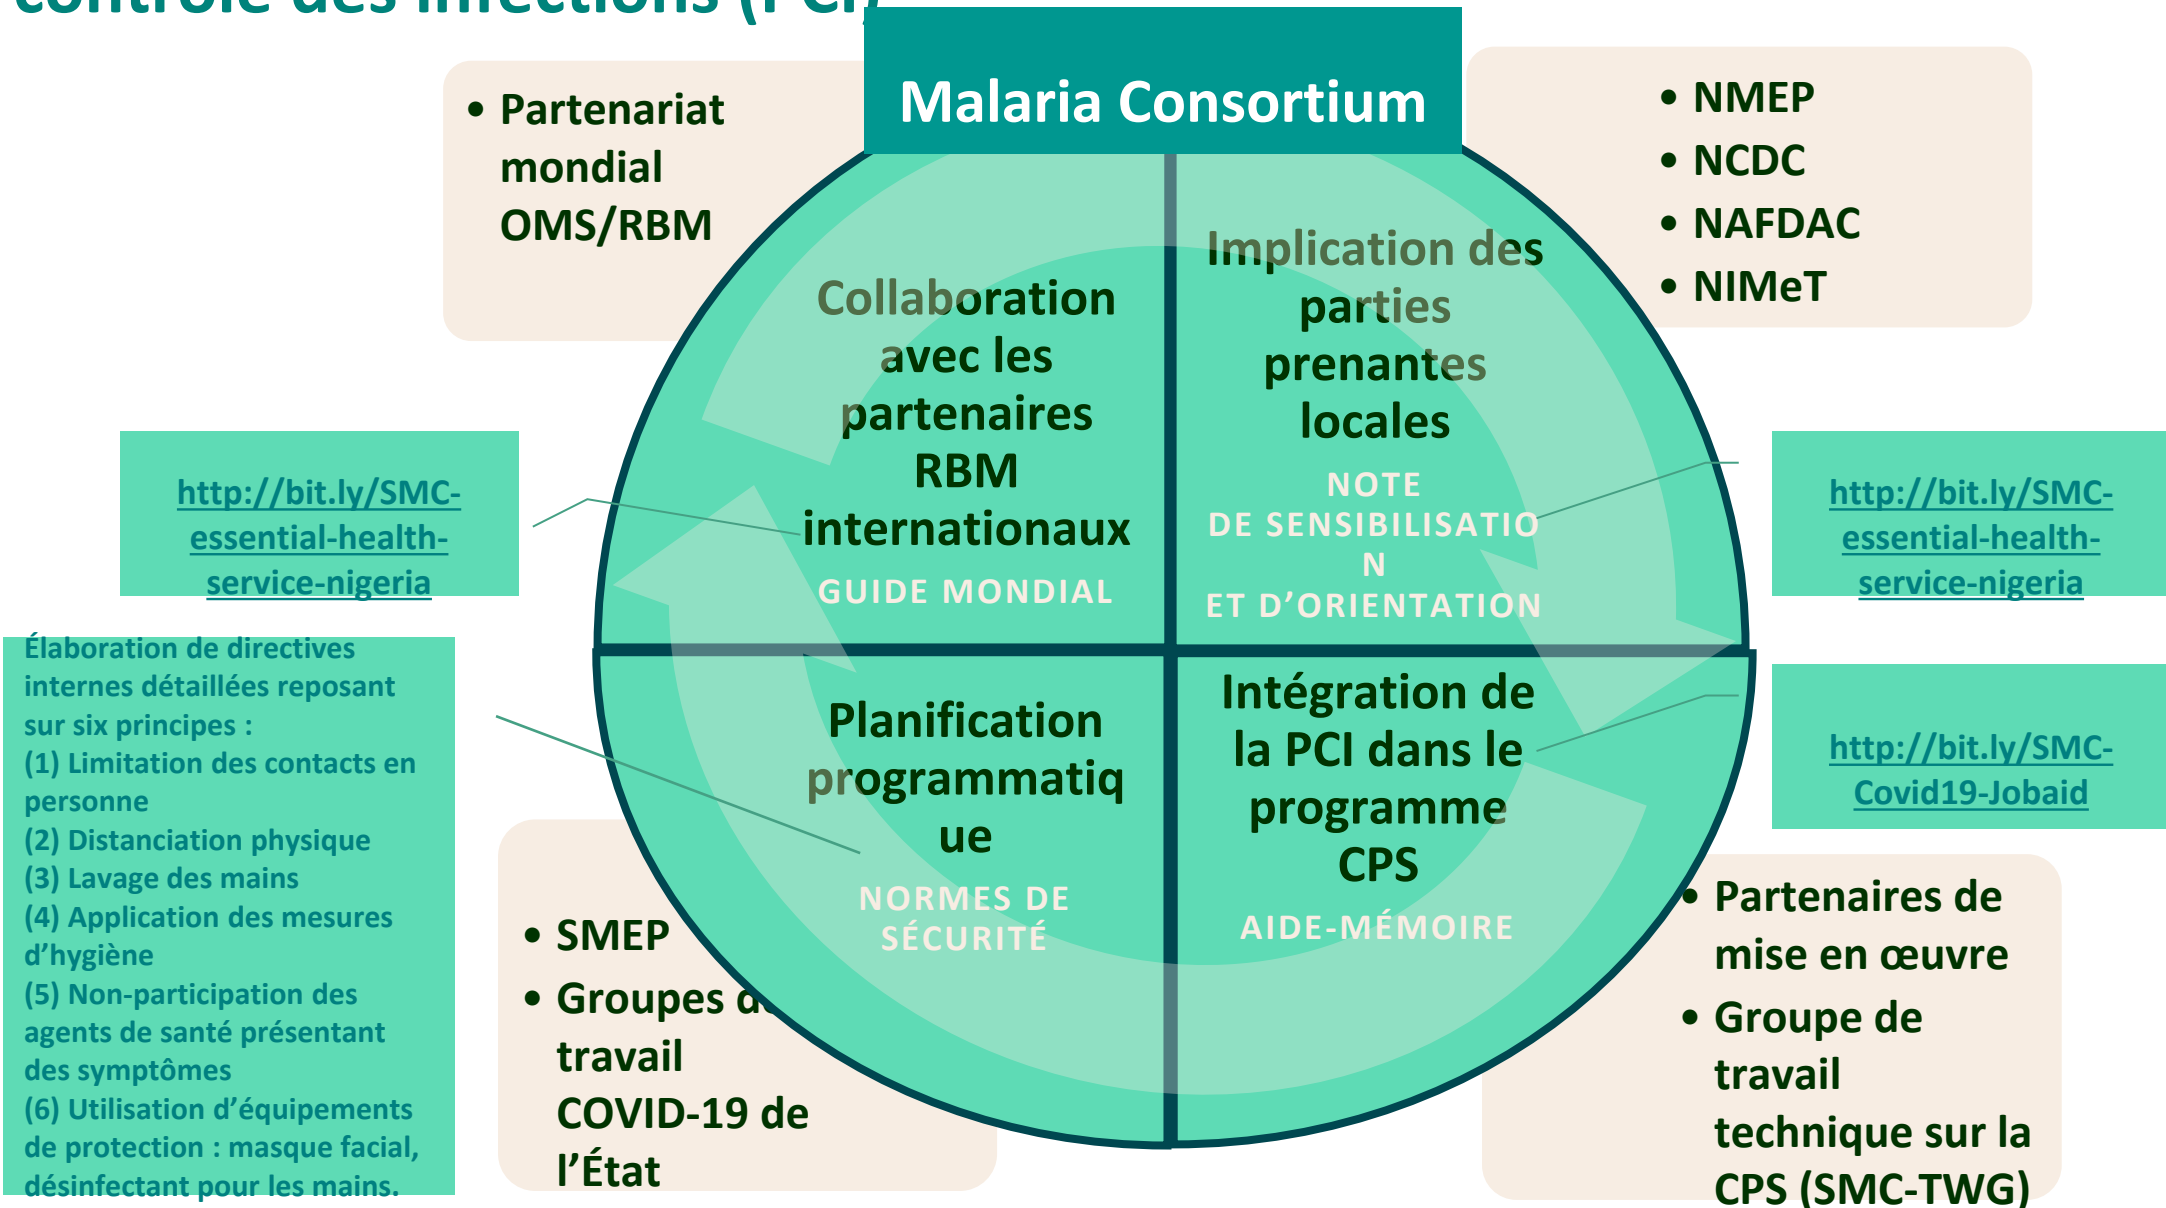 contrôle des infections (PCI)
Malaria Consortium
• Partenariat
mondial
OMS/RBM
• NMEP
• NCDC
• NAFDAC
• NIMeT
Collaboration
avec les
partenaires
RBM
internationaux
GUIDE MONDIAL
Implication des
parties
prenantes
locales
NOTE
DE SENSIBILISATIO
N
ET D’ORIENTATION
http://bit.ly/SMC-
essential-health-
service-nigeria
http://bit.ly/SMC-
essential-health-
service-nigeria
Élaboration de directives
internes détaillées reposant
sur six principes :
(1) Limitation des contacts en
personne
(2) Distanciation physique
(3) Lavage des mains
(4) Application des mesures
d’hygiène
(5) Non-participation des
agents de santé présentant
des symptômes
(6) Utilisation d’équipements
de protection : masque facial,
désinfectant pour les mains.
Planification
programmatiq
ue
NORMES DE
SÉCURITÉ
Intégration de
la PCI dans le
programme
CPS
AIDE-MÉMOIRE
http://bit.ly/SMC-
Covid19-Jobaid
• SMEP
• Groupes de
travail
COVID-19 de
l’État
• Partenaires de
mise en œuvre
• Groupe de
travail
technique sur la
CPS (SMC-TWG)